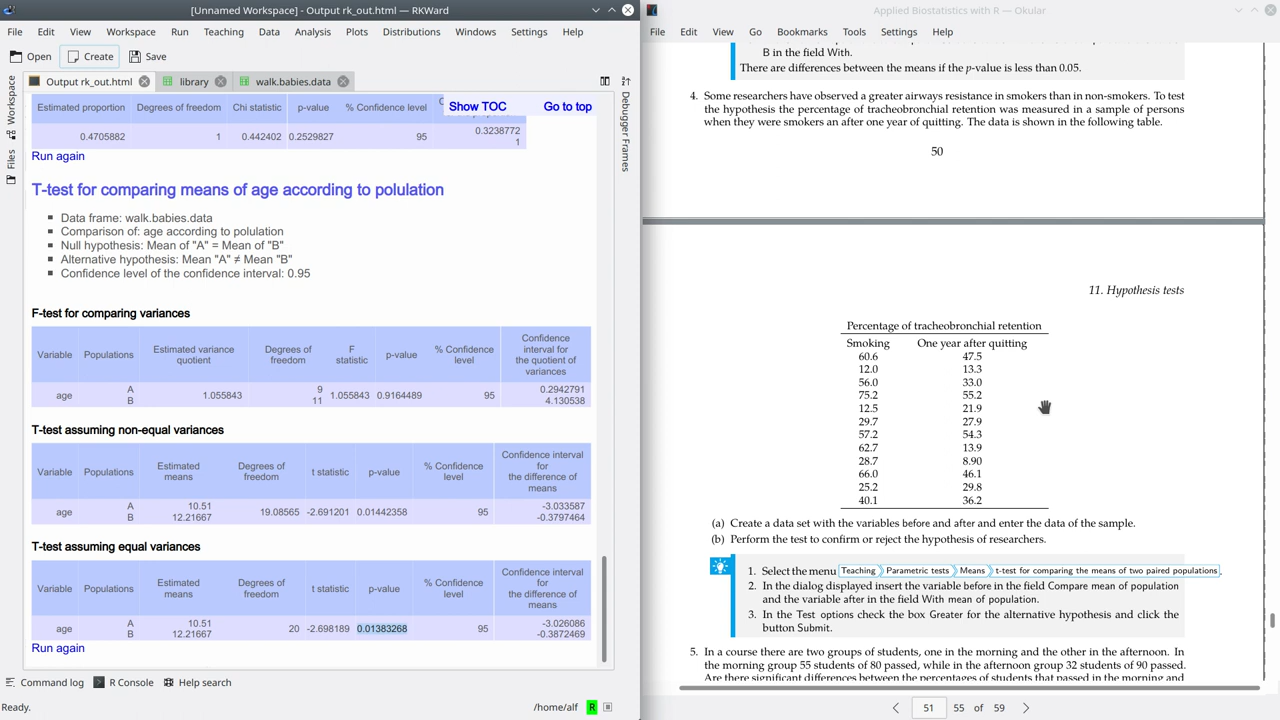 [Unnamed Workspace] - Output rk_out.html — RKWard
File Edit View Workspace Run Teaching Data Analysis Plots Distributions Windows Settings Help
Open Create Save
Output rk_out.html library walk.babies.data
Workspace
Files
Debugger Frames
Show TOC Go to top
Estimated proportion Degrees of freedom Chi statistic p-value % Confidence level
0.4705882 1 0.442402 0.2529827 95 0.3238772
1
Run again
T-test for comparing means of age according to polulation
Data frame: walk.babies.data
Comparison of: age according to polulation
Null hypothesis: Mean of "A" = Mean of "B"
Alternative hypothesis: Mean "A" ≠ Mean "B"
Confidence level of the confidence interval: 0.95
F-test for comparing variances
Variable Populations Estimated variance quotient Degrees of freedom F statistic p-value % Confidence level Confidence interval for the quotient of variances
age A B 1.055843 9 11 1.055843 0.9164489 95 0.2942791 4.130538
T-test assuming non-equal variances
Variable Populations Estimated means Degrees of freedom t statistic p-value % Confidence level Confidence interval for the difference of means
age A B 10.51 12.21667 19.08565 -2.691201 0.01442358 95 -3.033587 -0.3797464
T-test assuming equal variances
Variable Populations Estimated means Degrees of freedom t statistic p-value % Confidence level Confidence interval for the difference of means
age A B 10.51 12.21667 20 -2.698189 0.01383268 95 -3.026086 -0.3872469
Run again
Command log R Console Help search
Ready. /home/alf R
Applied Biostatistics with R — Okular
File Edit View Go Bookmarks Tools Settings Help
B in the field With.
There are differences between the means if the p-value is less than 0.05.
4. Some researchers have observed a greater airways resistance in smokers than in non-smokers. To test
the hypothesis the percentage of tracheobronchial retention was measured in a sample of persons
when they were smokers an after one year of quitting. The data is shown in the following table.
50
11. Hypothesis tests
Percentage of tracheobronchial retention
Smoking One year after quitting
60.6 47.5
12.0 13.3
56.0 33.0
75.2 55.2
12.5 21.9
29.7 27.9
57.2 54.3
62.7 13.9
28.7 8.90
66.0 46.1
25.2 29.8
40.1 36.2
(a) Create a data set with the variables before and after and enter the data of the sample.
(b) Perform the test to confirm or reject the hypothesis of researchers.
1. Select the menu Teaching Parametric tests Means t-test for comparing the means of two paired populations .
2. In the dialog displayed insert the variable before in the field Compare mean of population
and the variable after in the field With mean of population.
3. In the Test options check the box Greater for the alternative hypothesis and click the
button Submit.
5. In a course there are two groups of students, one in the morning and the other in the afternoon. In
the morning group 55 students of 80 passed, while in the afternoon group 32 students of 90 passed.
Are there significant differences between the percentages of students that passed in the morning and
51 55 of 59